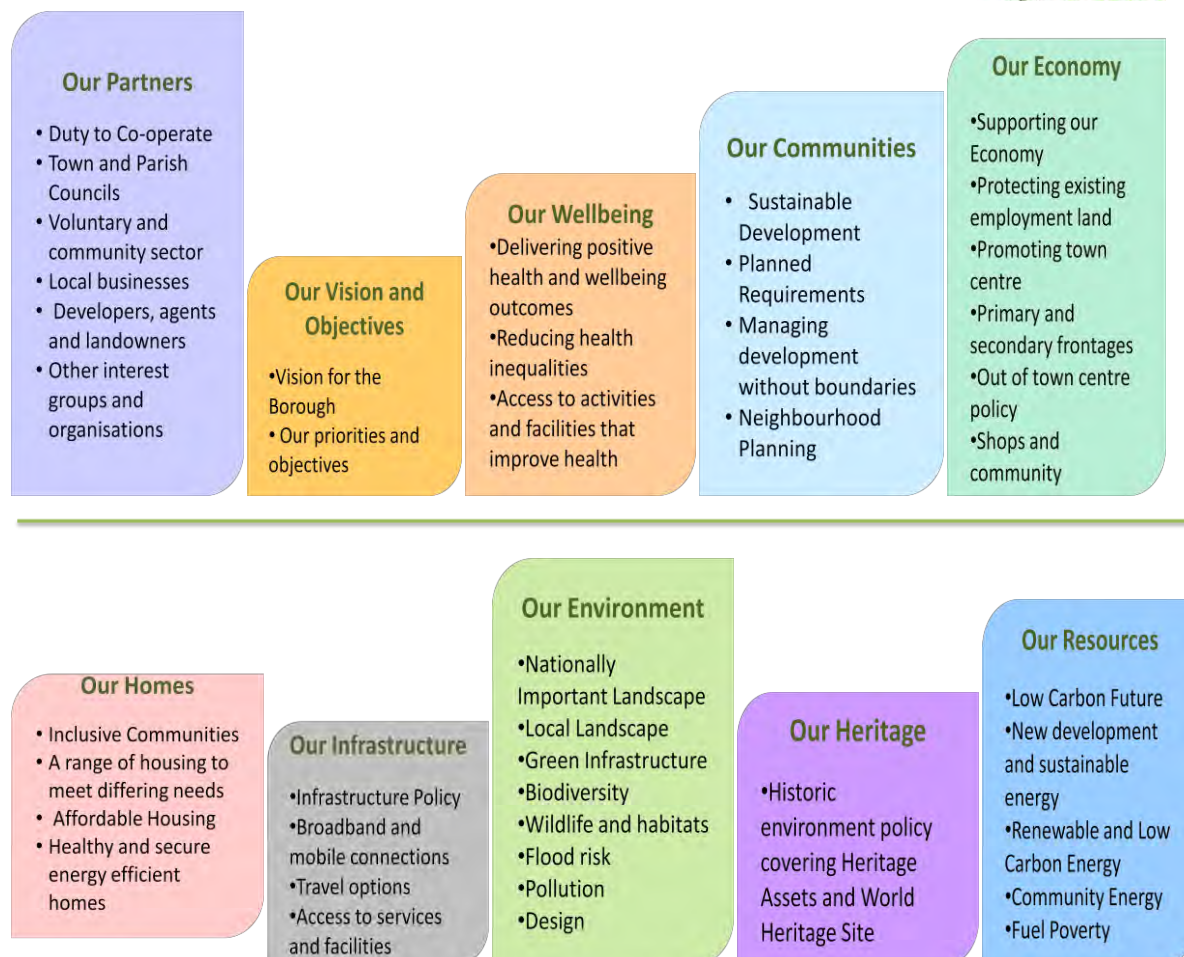 Our Partners
• Duty to Co-operate
• Town and Parish
Councils
• Voluntary and
community sector
• Local businesses
• Developers, agents
and landowners
• Other interest
groups and
organisations
Our Vision and
Objectives
•Vision for the
Borough
• Our priorities and
objectives
Our Wellbeing
•Delivering positive
health and wellbeing
outcomes
•Reducing health
inequalities
•Access to activities
and facilities that
improve health
Our Communities
• Sustainable
Development
• Planned
Requirements
• Managing
development
without boundaries
• Neighbourhood
Planning
Our Economy
•Supporting our
Economy
•Protecting existing
employment land
•Promoting town
centre
•Primary and
secondary frontages
•Out of town centre
policy
•Shops and
community
Our Homes
• Inclusive Communities
• A range of housing to
meet differing needs
• Affordable Housing
• Healthy and secure
energy efficient
homes
Our Infrastructure
•Infrastructure Policy
•Broadband and
mobile connections
•Travel options
•Access to services
and facilities
Our Environment
•Nationally
Important Landscape
•Local Landscape
•Green Infrastructure
•Biodiversity
•Wildlife and habitats
•Flood risk
•Pollution
•Design
Our Heritage
•Historic
environment policy
covering Heritage
Assets and World
Heritage Site
Our Resources
•Low Carbon Future
•New development
and sustainable
energy
•Renewable and Low
Carbon Energy
•Community Energy
•Fuel Poverty